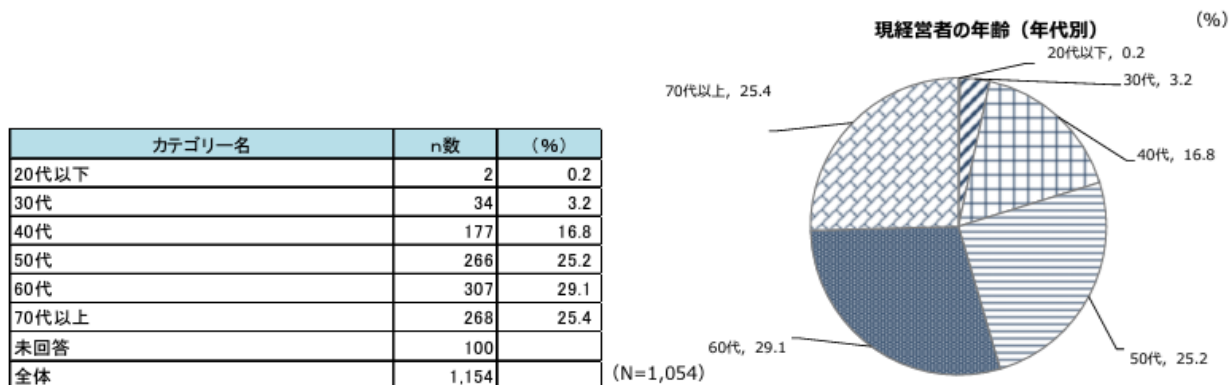 カテゴリー名 n数 (%)
20代以下 2 0.2
30代 34 3.2
40代 177 16.8
50代 266 25.2
60代 307 29.1
70代以上 268 25.4
未回答 100
全体 1,154
(N=1,054)
(%)
現経営者の年齢（年代別）
20代以下, 0.2
30代, 3.2
70代以上, 25.4
40代, 16.8
60代, 29.1
50代, 25.2